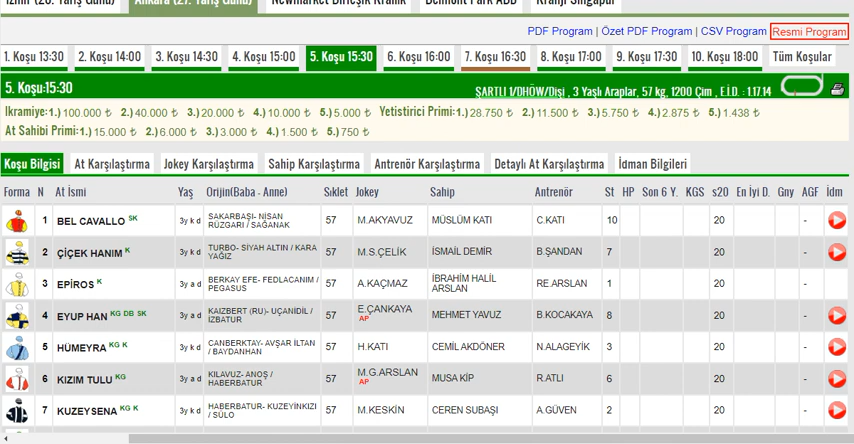 İzmir (26. Yarış Günü) Ankara (27. Yarış Günü) Newmarket Birleşik Krallık Belmont Park ABD Kranji Singapur
PDF Program | Özet PDF Program | CSV Program Resmi Program
1. Koşu 13:30 2. Koşu 14:00 3. Koşu 14:30 4. Koşu 15:00 5. Koşu 15:30 6. Koşu 16:00 7. Koşu 16:30 8. Koşu 17:00 9. Koşu 17:30 10. Koşu 18:00 Tüm Koşular
5. Koşu:15:30 ŞARTLI 1/DHÖW/Dişi , 3 Yaşlı Araplar, 57 kg, 1200 Çim , E.İ.D. : 1.17.14
Ikramiye:1.) 100.000 ₺ 2.) 40.000 ₺ 3.) 20.000 ₺ 4.) 10.000 ₺ 5.) 5.000 ₺ Yetistirici Primi:1.) 28.750 ₺ 2.) 11.500 ₺ 3.) 5.750 ₺ 4.) 2.875 ₺ 5.) 1.438 ₺
At Sahibi Primi:1.) 15.000 ₺ 2.) 6.000 ₺ 3.) 3.000 ₺ 4.) 1.500 ₺ 5.) 750 ₺
Koşu Bilgisi At Karşılaştırma Jokey Karşılaştırma Sahip Karşılaştırma Antrenör Karşılaştırma Detaylı At Karşılaştırma İdman Bilgileri
Forma N At İsmi Yaş Orijin(Baba - Anne) Sıklet Jokey Sahip Antrenör St HP Son 6 Y. KGS s20 En İyi D. Gny AGF İdm
1 BEL CAVALLO SK 3y k d SAKARBAŞI- NİSAN RÜZGARI / SAĞANAK 57 M.AKYAVUZ MÜSLÜM KATI C.KATI 10 20 -
2 ÇİÇEK HANIM K 3y k d TURBO- SİYAH ALTIN / KARA YAĞIZ 57 M.S.ÇELİK İSMAİL DEMİR B.ŞANDAN 7 20 -
3 EPİROS K 3y a d BERKAY EFE- FEDLACANIM / PEGASUS 57 A.KAÇMAZ İBRAHİM HALİL ARSLAN RE.ARSLAN 1 20 -
4 EYUP HAN KG DB SK 3y a d KAIZBERT (RU)- UÇANİDİL / İZBATUR 57 E.ÇANKAYA AP MEHMET YAVUZ B.KOCAKAYA 8 20 -
5 HÜMEYRA KG K 3y k d CANBERKTAY- AVŞAR İLTAN / BAYDANHAN 57 H.KATI CEMİL AKDÖNER N.ALAGEYİK 3 20 -
6 KIZIM TULU KG 3y a d KILAVUZ- ANOŞ / HABERBATUR 57 M.G.ARSLAN AP MUSA KİP R.ATLI 6 20 -
7 KUZEYSENA KG K 3y k d HABERBATUR- KUZEYİNKIZI / SULO 57 M.KESKİN CEREN SUBAŞI A.GÜVEN 2 20 -